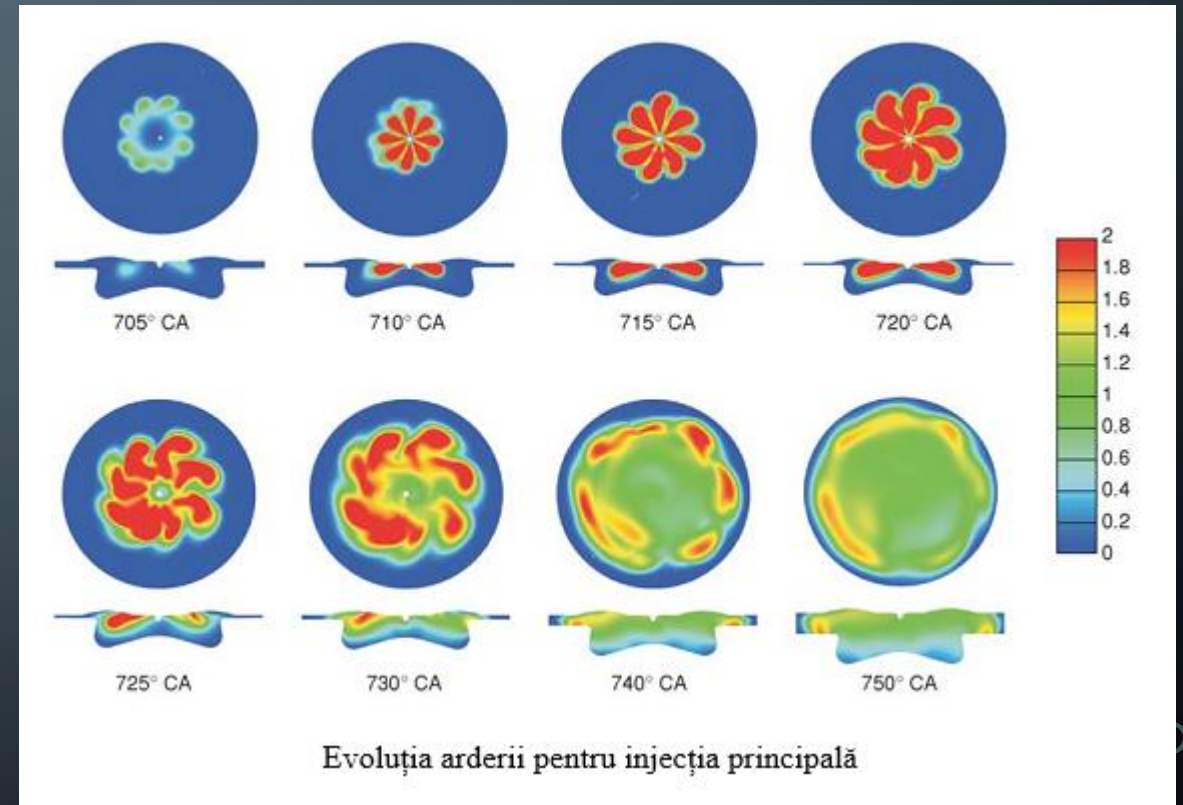 705° CA
710° CA
715° CA
720° CA
2
1.8
1.6
1.4
1.2
1
0.8
0.6
0.4
0.2
0
725° CA
730° CA
740° CA
750° CA
Evoluția arderii pentru injecția principală